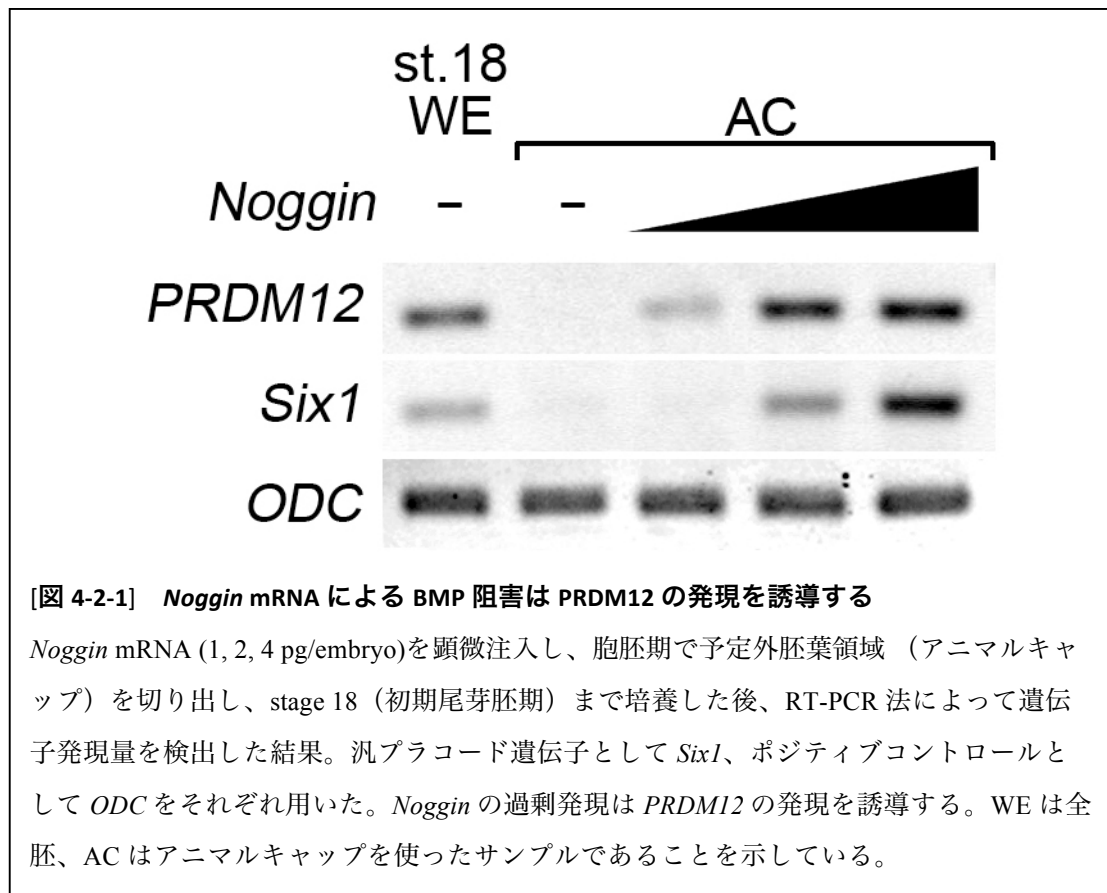 st.18
WE
AC
Noggin – –
PRDM12
Six1
ODC
[図 4-2-1] Noggin mRNA による BMP 阻害は PRDM12 の発現を誘導する
Noggin mRNA (1, 2, 4 pg/embryo)を顕微注入し、胞胚期で予定外胚葉領域 （アニマルキャ
ップ）を切り出し、stage 18（初期尾芽胚期）まで培養した後、RT-PCR 法によって遺伝
子発現量を検出した結果。汎プラコード遺伝子として Six1、ポジティブコントロールと
して ODC をそれぞれ用いた。Noggin の過剰発現は PRDM12 の発現を誘導する。WE は全
胚、AC はアニマルキャップを使ったサンプルであることを示している。